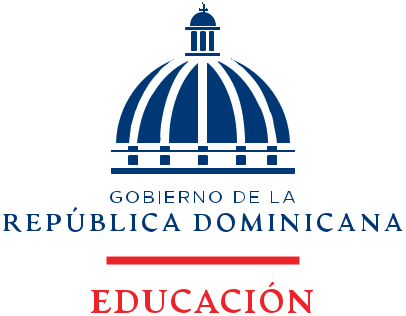 GOBIERNO DE LA
REPÚBLICA DOMINICANA
EDUCACIÓN